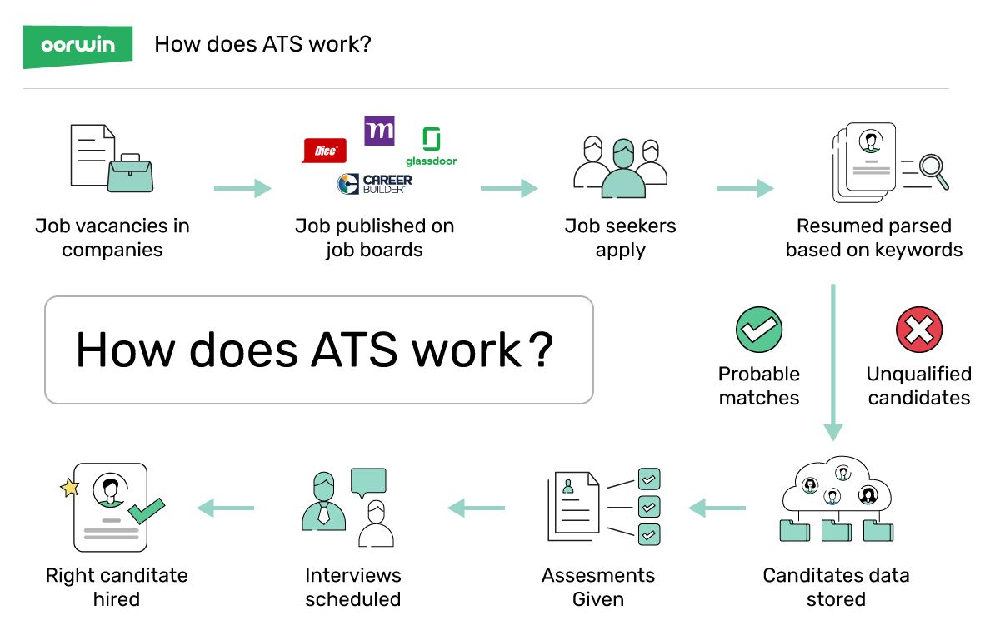 oorwin
How does ATS work?
Dice
m
glassdoor
CAREER
BUILDER
Job vacancies in
companies
Job published on
job boards
Job seekers
apply
Resumed parsed
based on keywords
How does ATS work?
Probable
matches
Unqualified
candidates
Right canditate
hired
Interviews
scheduled
Assesments
Given
Canditates data
stored